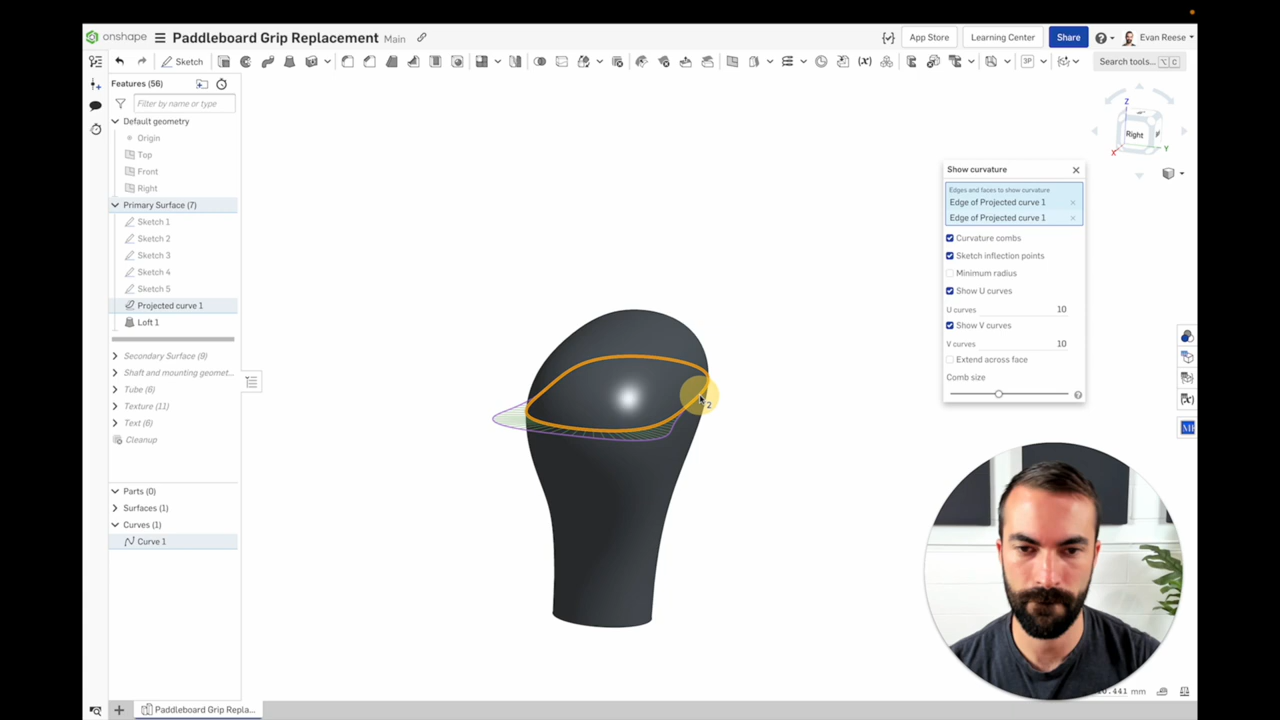 onshape Paddleboard Grip Replacement Main App Store Learning Center Share Evan Reese
Sketch 3P Search tools... ⌥ C
Features (56)
Filter by name or type
Default geometry
Origin
Top
Front
Right
Primary Surface (7)
Sketch 1
Sketch 2
Sketch 3
Sketch 4
Sketch 5
Projected curve 1
Loft 1
Secondary Surface (9)
Shaft and mounting geomet...
Tube (6)
Texture (11)
Text (6)
Cleanup
Parts (0)
Surfaces (1)
Curves (1)
Curve 1
Z
Right
X
Y
Show curvature
Edges and faces to show curvature
Edge of Projected curve 1
Edge of Projected curve 1
Curvature combs
Sketch inflection points
Minimum radius
Show U curves
U curves 10
Show V curves
V curves 10
Extend across face
Comb size
2
mm
Paddleboard Grip Repla...